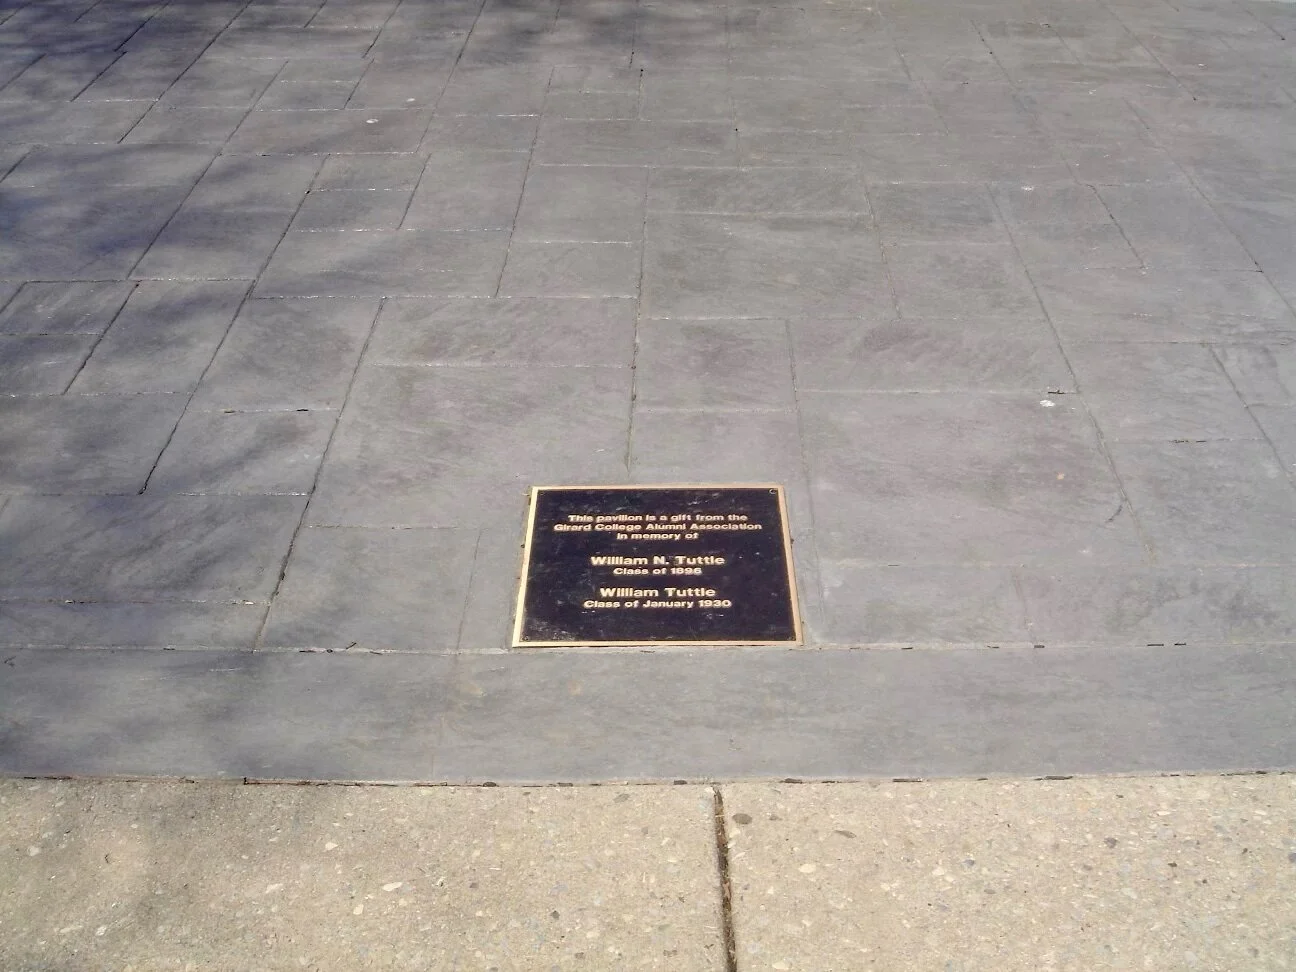 This pavilion is a gift from the
Girard College Alumni Association
in memory of
William N. Tuttle
Class of 1896
William Tuttle
Class of January 1930